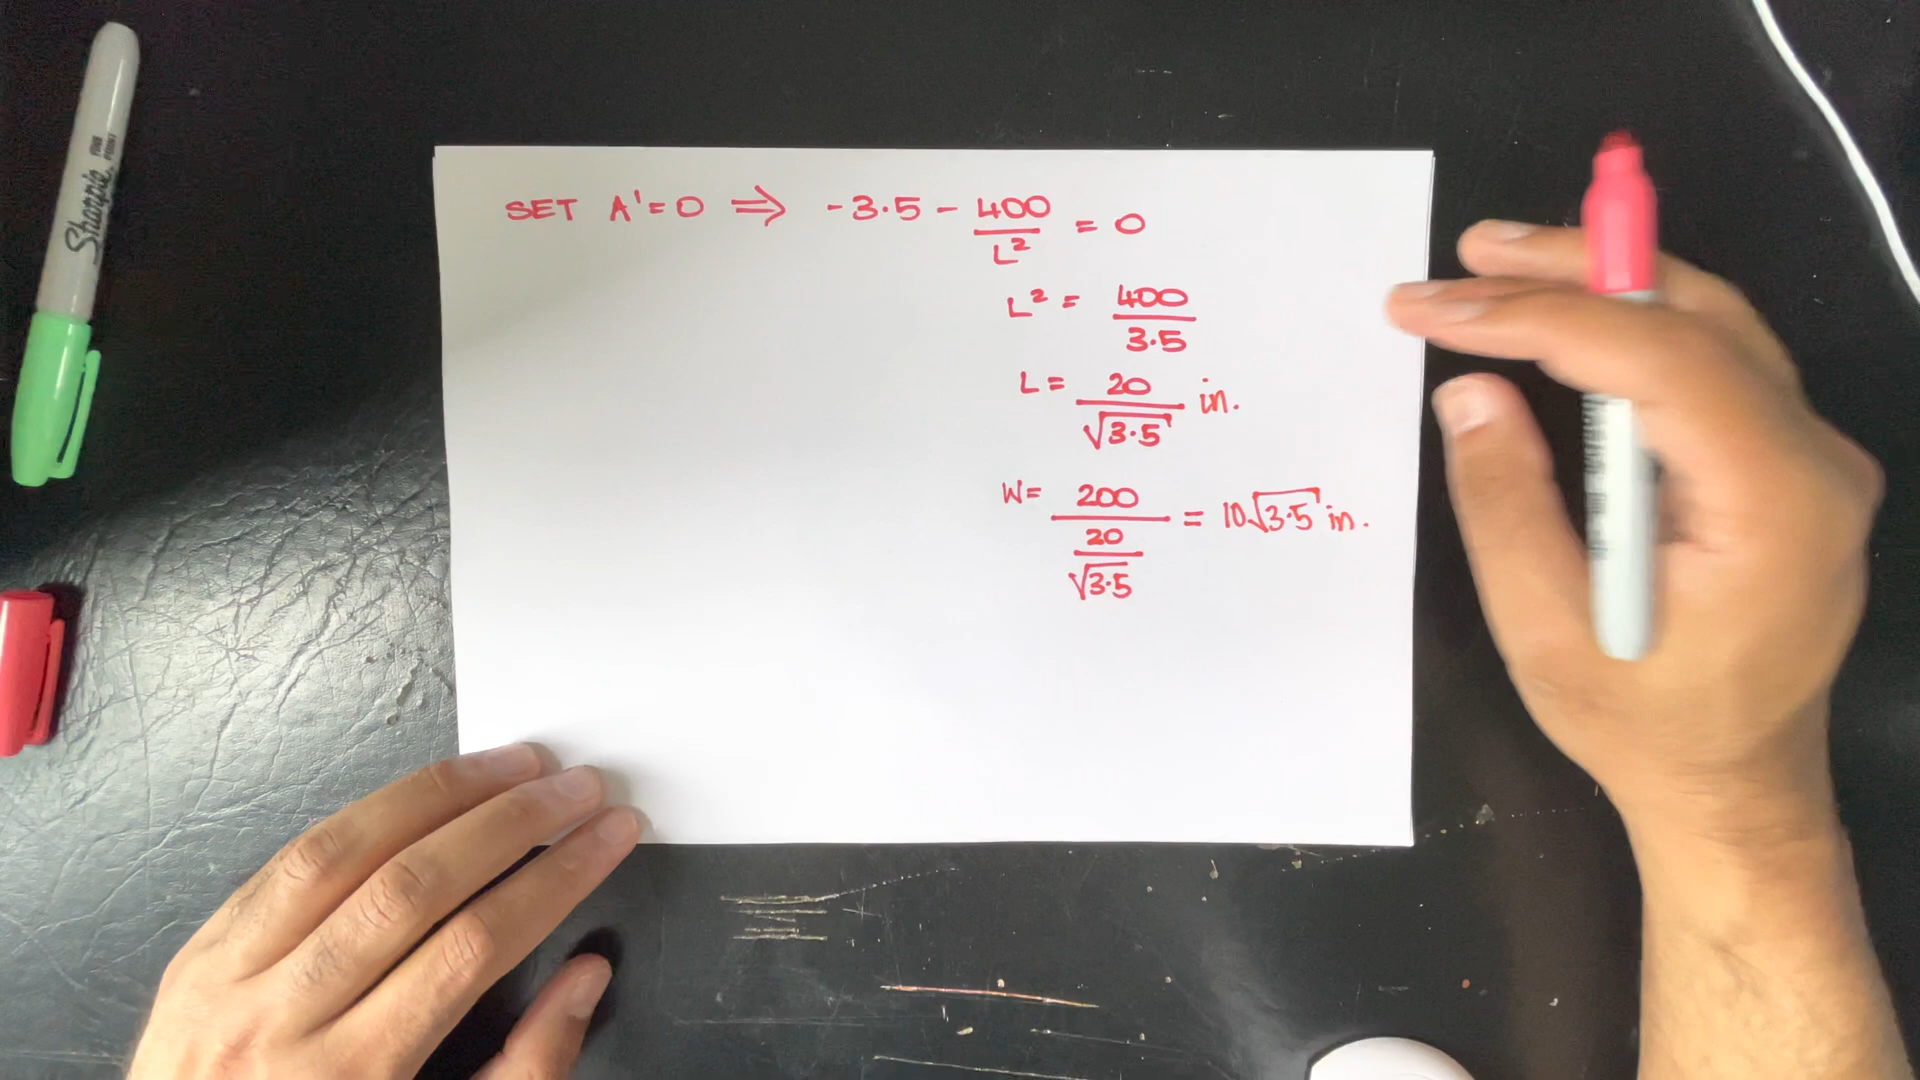 SET A' = 0 ⇒ -3.5 - 400/L² = 0
L² = 400/3.5
L = 20/√3.5 in.
W = 200/(20/√3.5) = 10√3.5 in.
Sharpie